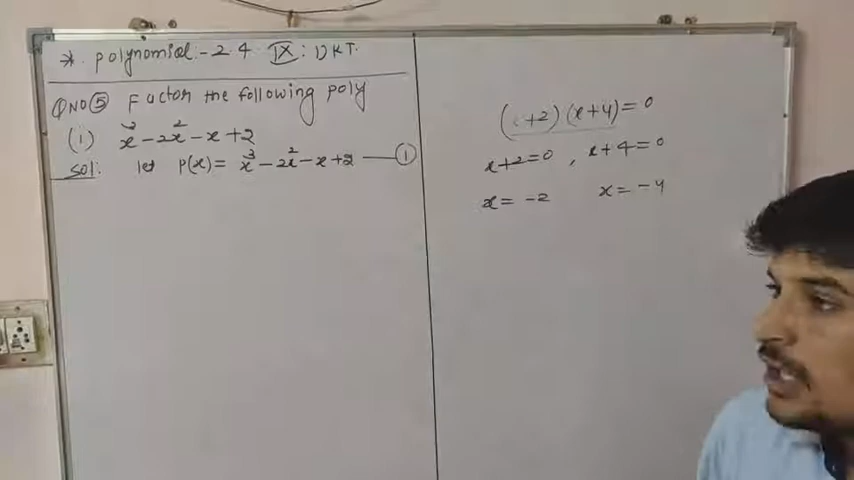 * polynomial - 2.4 IX : DKT.
QNO ⑤ Factor the following poly
(i) x³ - 2x² - x + 2
Sol: let p(x) = x³ - 2x² - x + 2 — ①
( +2) (x+4) = 0
x+2=0 , x+4=0
x = -2 x = -4